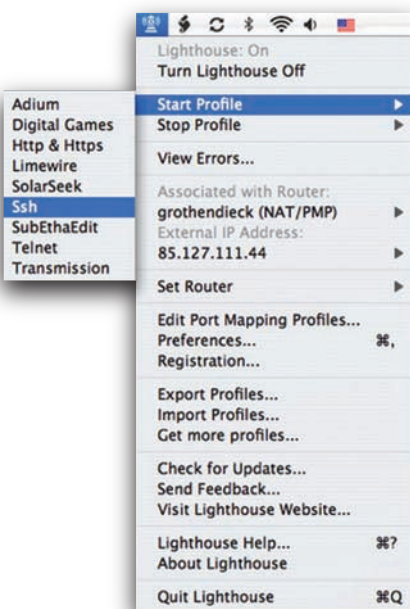 Lighthouse: On
Turn Lighthouse Off
Start Profile
Stop Profile
View Errors...
Associated with Router:
grothendieck (NAT/PMP)
External IP Address:
85.127.111.44
Set Router
Edit Port Mapping Profiles...
Preferences... ⌘,
Registration...
Export Profiles...
Import Profiles...
Get more profiles...
Check for Updates...
Send Feedback...
Visit Lighthouse Website...
Lighthouse Help... ⌘?
About Lighthouse
Quit Lighthouse ⌘Q
Adium
Digital Games
Http & Https
Limewire
SolarSeek
Ssh
SubEthaEdit
Telnet
Transmission